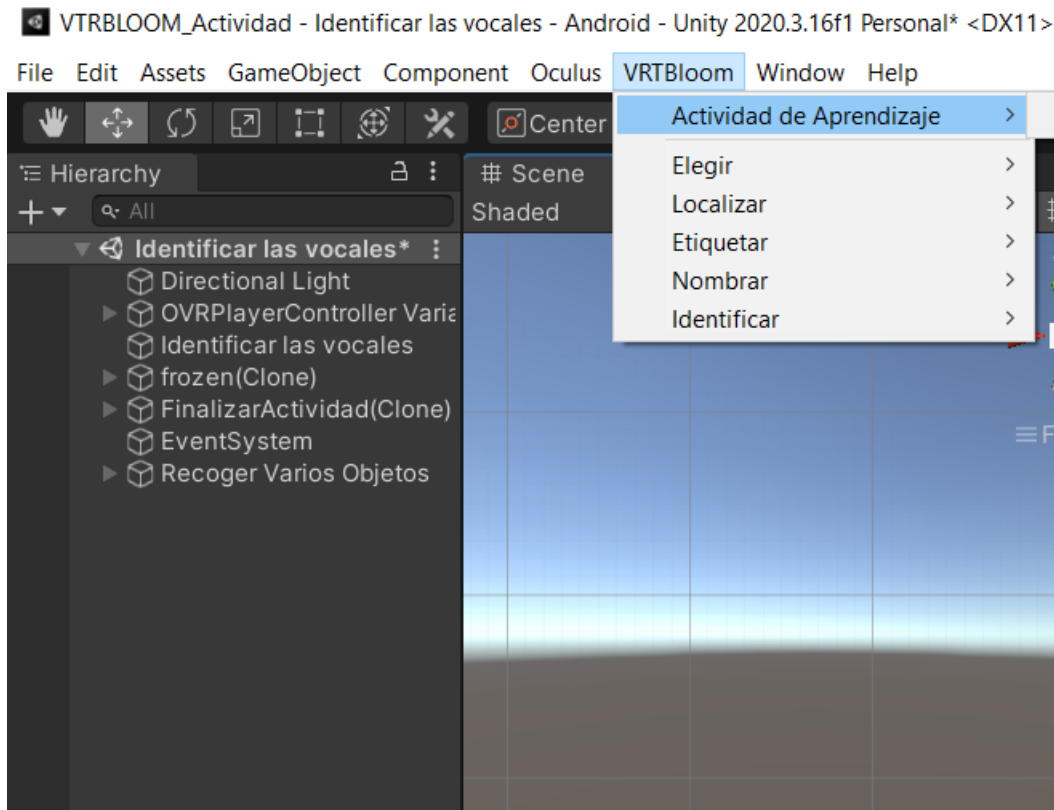 VTRBLOOM_Actividad - Identificar las vocales - Android - Unity 2020.3.16f1 Personal* <DX11>
File Edit Assets GameObject Component Oculus VRTBloom Window Help
Center
Actividad de Aprendizaje
Elegir
Localizar
Etiquetar
Nombrar
Identificar
Hierarchy
All
Identificar las vocales*
Directional Light
OVRPlayerController Varia
Identificar las vocales
frozen(Clone)
FinalizarActividad(Clone)
EventSystem
Recoger Varios Objetos
# Scene
Shaded
F